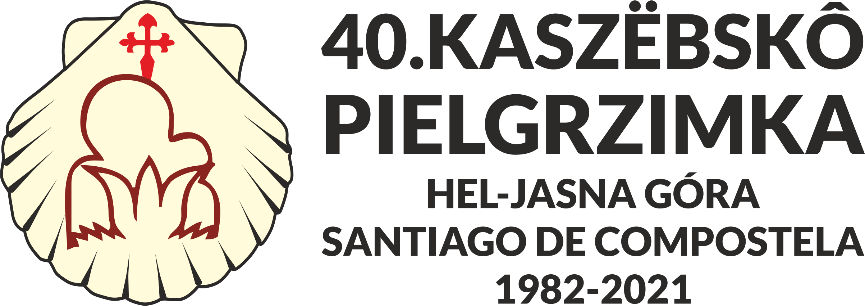 40.KASZËBSKÔ
PIELGRZIMKA
HEL-JASNA GÓRA
SANTIAGO DE COMPOSTELA
1982-2021